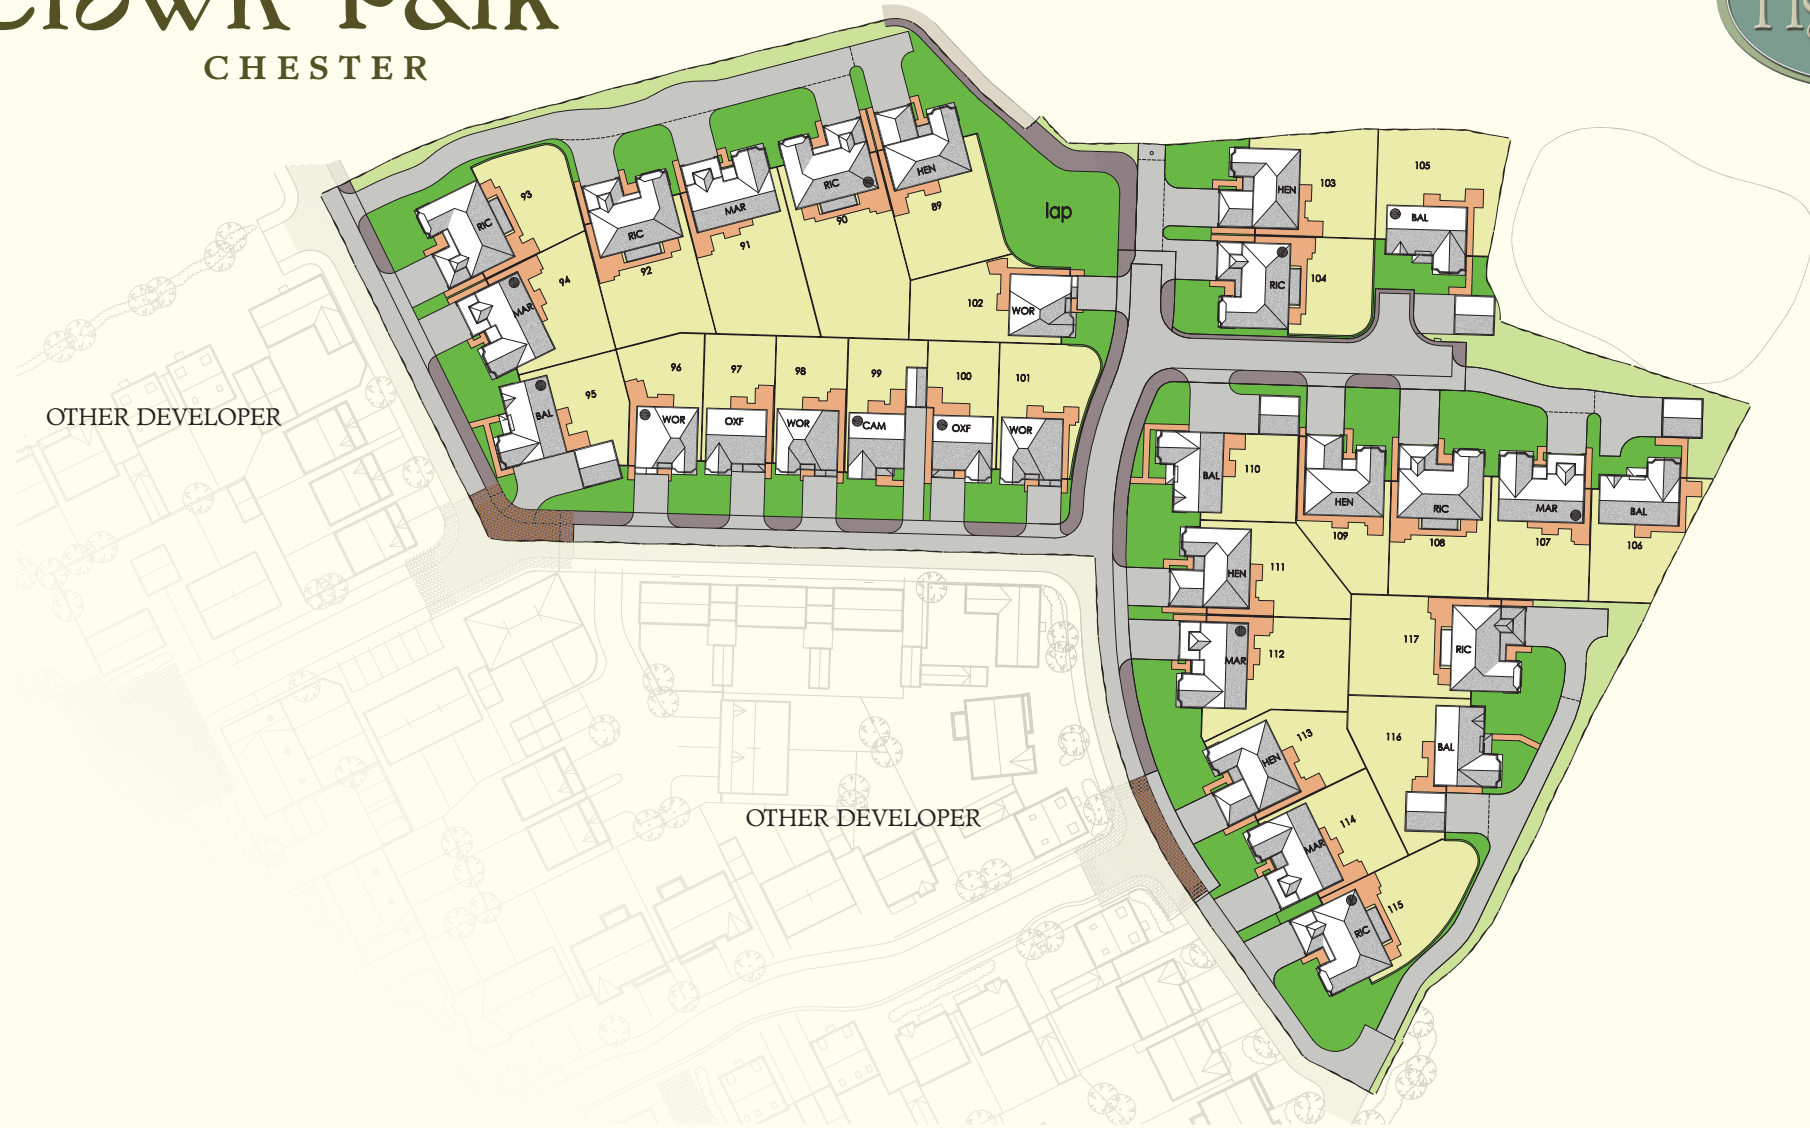 CHESTER
lap
HEN
89
RIC
90
MAR
91
RIC
92
RIC
93
MAR
94
BAL
95
WOR
96
OXF
97
WOR
98
CAM
99
OXF
100
WOR
101
WOR
102
HEN
103
RIC
104
BAL
105
BAL
106
MAR
107
RIC
108
HEN
109
BAL
110
HEN
111
MAR
112
HEN
113
MAR
114
RIC
115
BAL
116
RIC
117
OTHER DEVELOPER
OTHER DEVELOPER